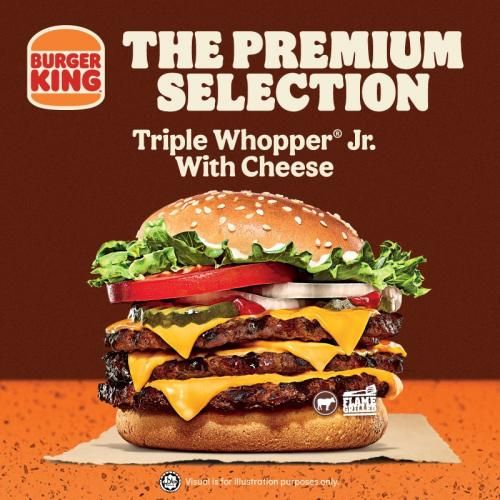 BURGER
KING
THE PREMIUM
SELECTION
Triple Whopper® Jr.
With Cheese
FLAME
GRILLED
Visual is for illustration purposes only.